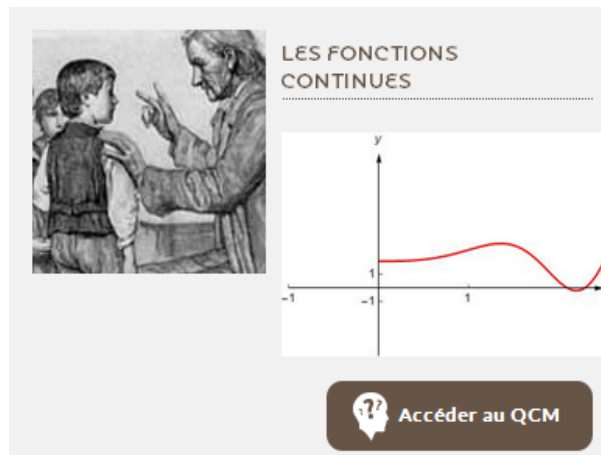 LES FONCTIONS
CONTINUES
y
1
-1
-1
1
?
?
?
Accéder au QCM